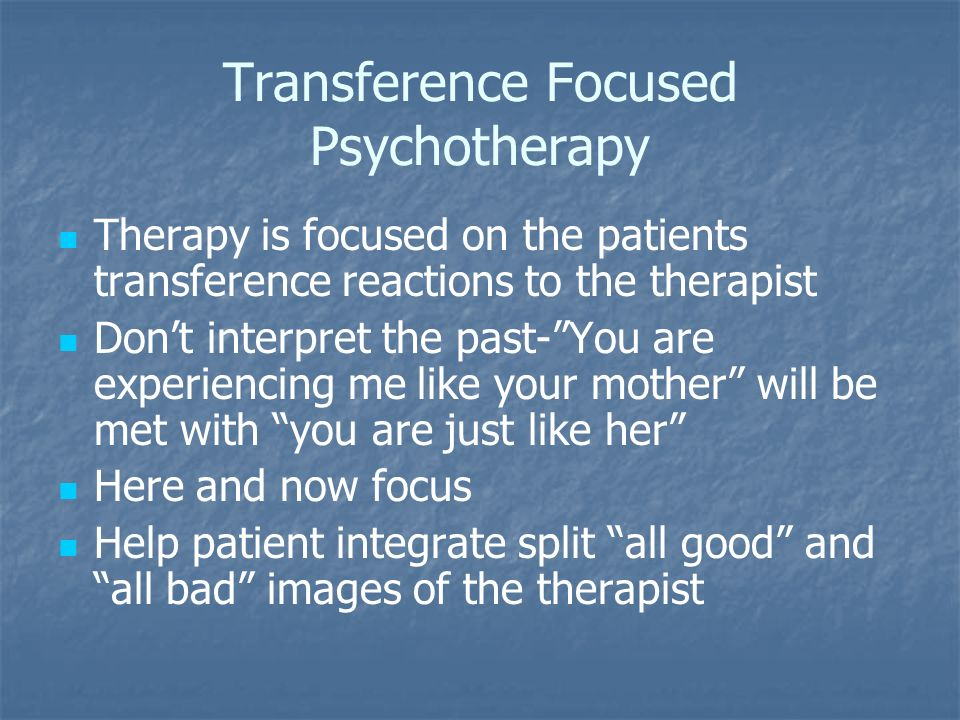 Transference Focused
Psychotherapy
Therapy is focused on the patients
transference reactions to the therapist
Don’t interpret the past-”You are
experiencing me like your mother” will be
met with “you are just like her”
Here and now focus
Help patient integrate split “all good” and
“all bad” images of the therapist